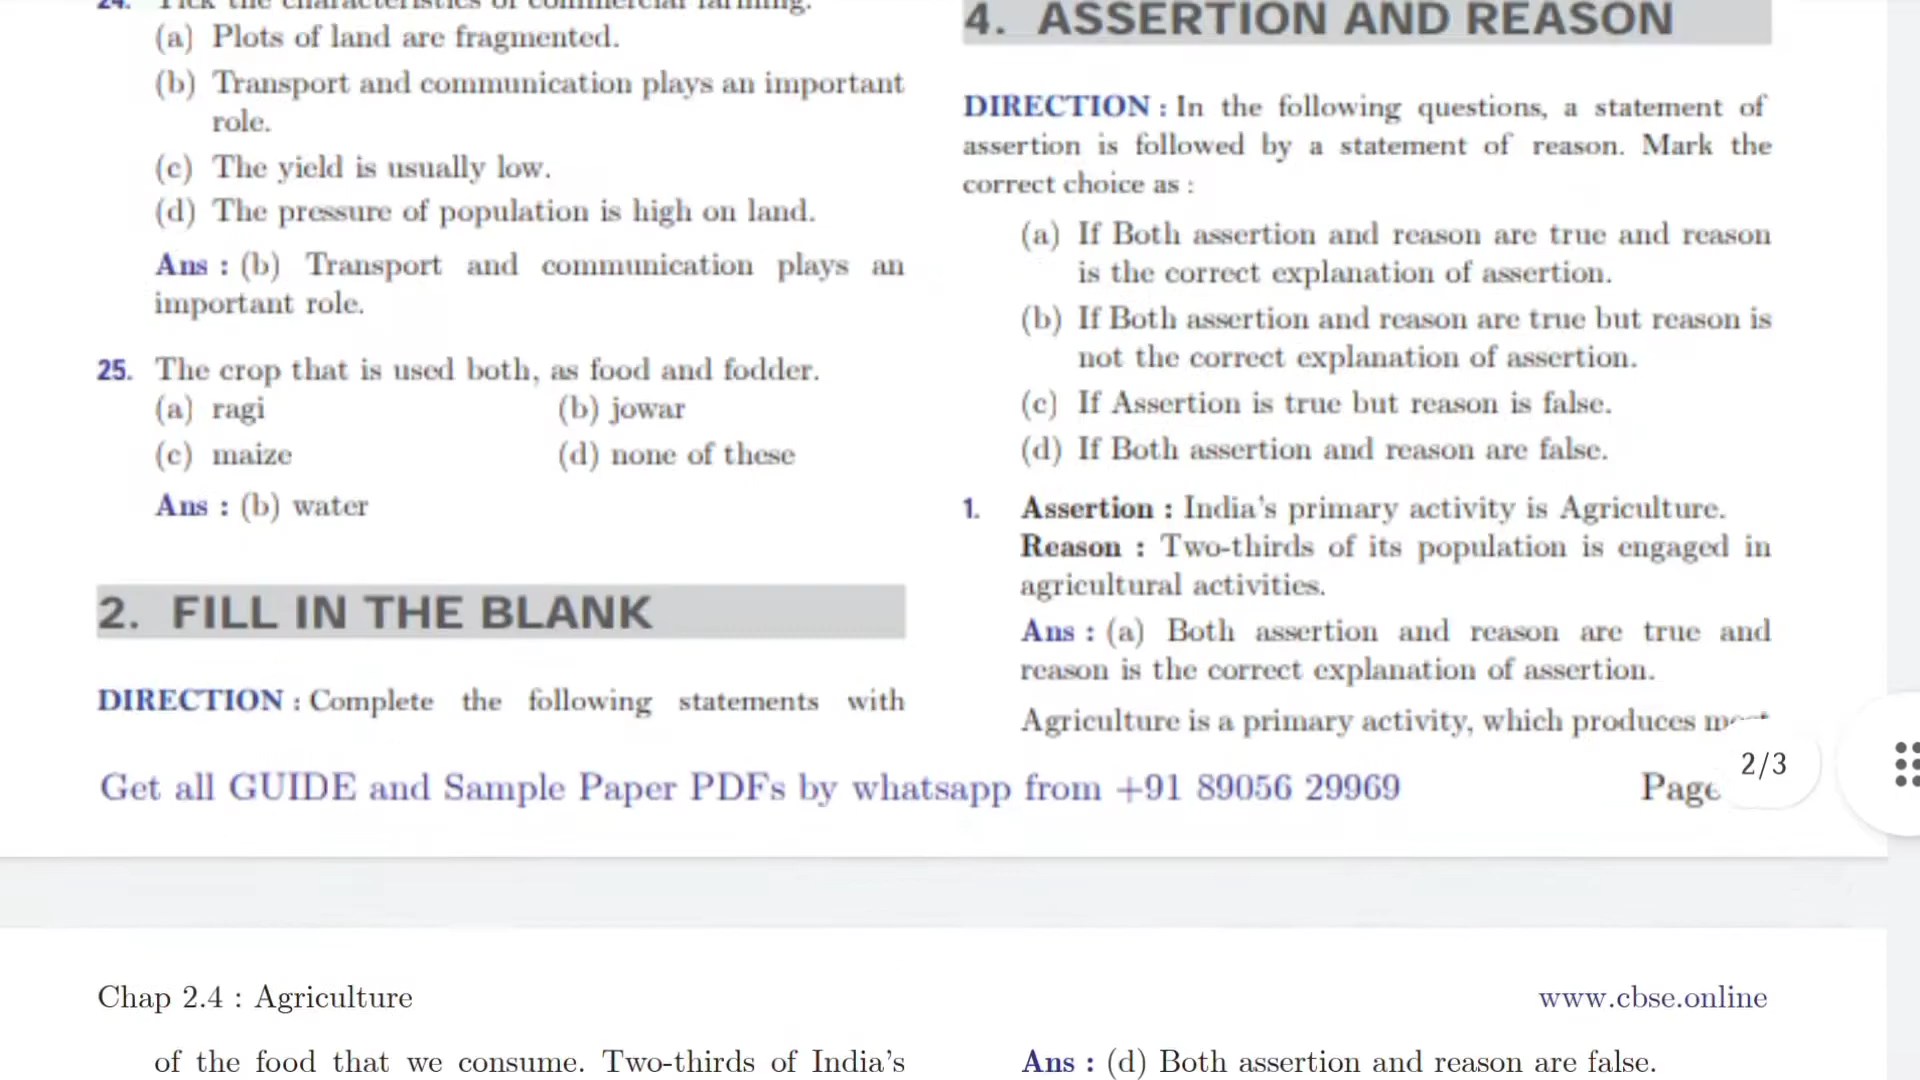 24. Tick the characteristics of commercial farming.
(a) Plots of land are fragmented.
(b) Transport and communication plays an important
role.
(c) The yield is usually low.
(d) The pressure of population is high on land.
Ans : (b) Transport and communication plays an
important role.
25. The crop that is used both, as food and fodder.
(a) ragi (b) jowar
(c) maize (d) none of these
Ans : (b) water
2. FILL IN THE BLANK
DIRECTION : Complete the following statements with
4. ASSERTION AND REASON
DIRECTION : In the following questions, a statement of
assertion is followed by a statement of reason. Mark the
correct choice as :
(a) If Both assertion and reason are true and reason
is the correct explanation of assertion.
(b) If Both assertion and reason are true but reason is
not the correct explanation of assertion.
(c) If Assertion is true but reason is false.
(d) If Both assertion and reason are false.
1. Assertion : India's primary activity is Agriculture.
Reason : Two-thirds of its population is engaged in
agricultural activities.
Ans : (a) Both assertion and reason are true and
reason is the correct explanation of assertion.
Agriculture is a primary activity, which produces
Get all GUIDE and Sample Paper PDFs by whatsapp from +91 89056 29969 Page
2/3
Chap 2.4 : Agriculture www.cbse.online
of the food that we consume. Two-thirds of India's
Ans : (d) Both assertion and reason are false.